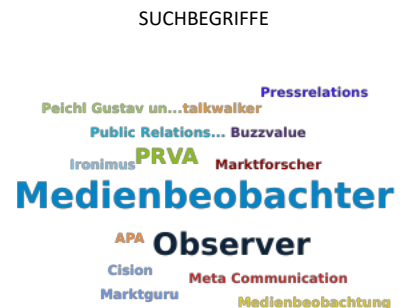 SUCHBEGRIFFE
Pressrelations
Peichl Gustav un...talkwalker
Public Relations... Buzzvalue
Ironimus PRVA Marktforscher
Medienbeobachter
APA Observer
Cision
Meta Communication
Marktguru
Medienbeobachtung